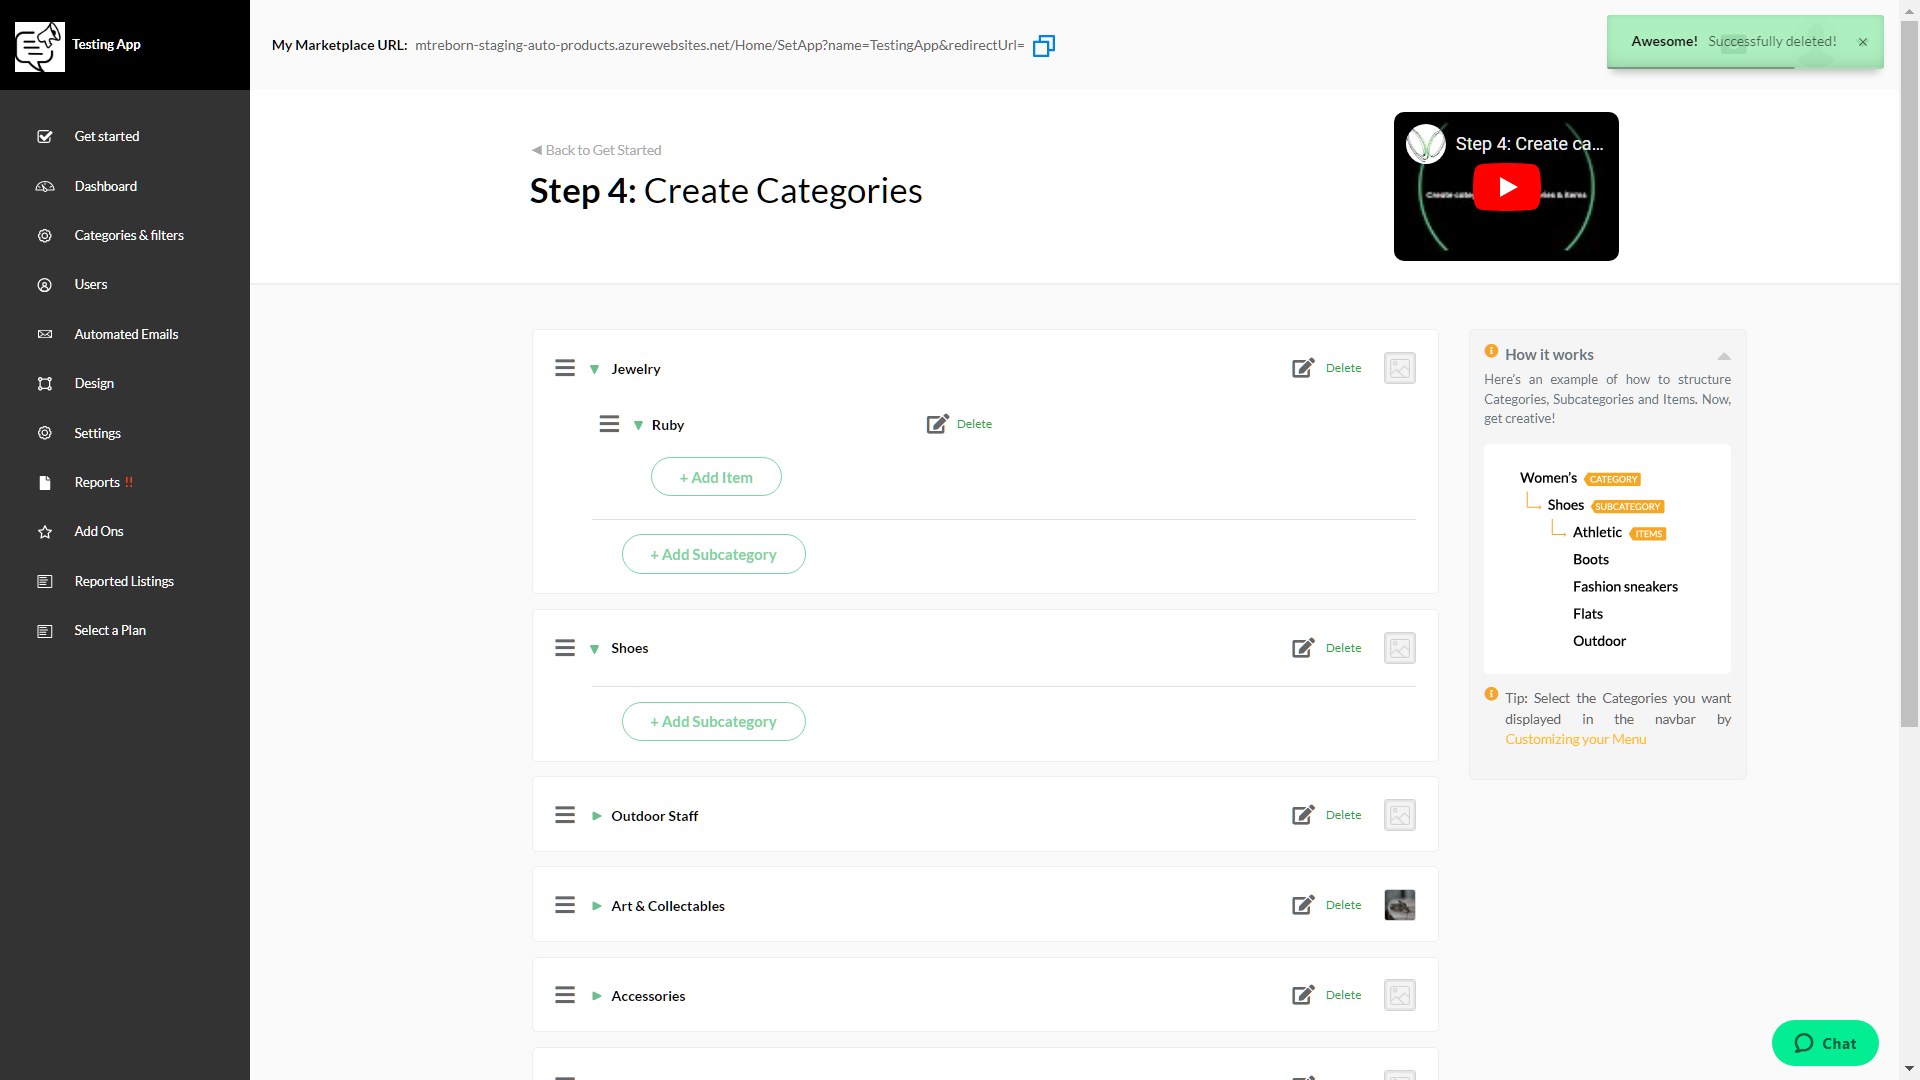 Testing App
My Marketplace URL: mtreborn-staging-auto-products.azurewebsites.net/Home/SetApp?name=TestingApp&redirectUrl=
Awesome! Successfully deleted! ×
Get started
Dashboard
Categories & filters
Users
Automated Emails
Design
Settings
Reports !!
Add Ons
Reported Listings
Select a Plan
◀ Back to Get Started
Step 4: Create Categories
Step 4: Create ca...
Jewelry
Delete
Ruby
Delete
+ Add Item
+ Add Subcategory
Shoes
Delete
+ Add Subcategory
Outdoor Staff
Delete
Art & Collectables
Delete
Accessories
Delete
How it works
Here's an example of how to structure
Categories, Subcategories and Items. Now,
get creative!
Women's CATEGORY
Shoes SUBCATEGORY
Athletic ITEMS
Boots
Fashion sneakers
Flats
Outdoor
Tip: Select the Categories you want
displayed in the navbar by
Customizing your Menu
Chat